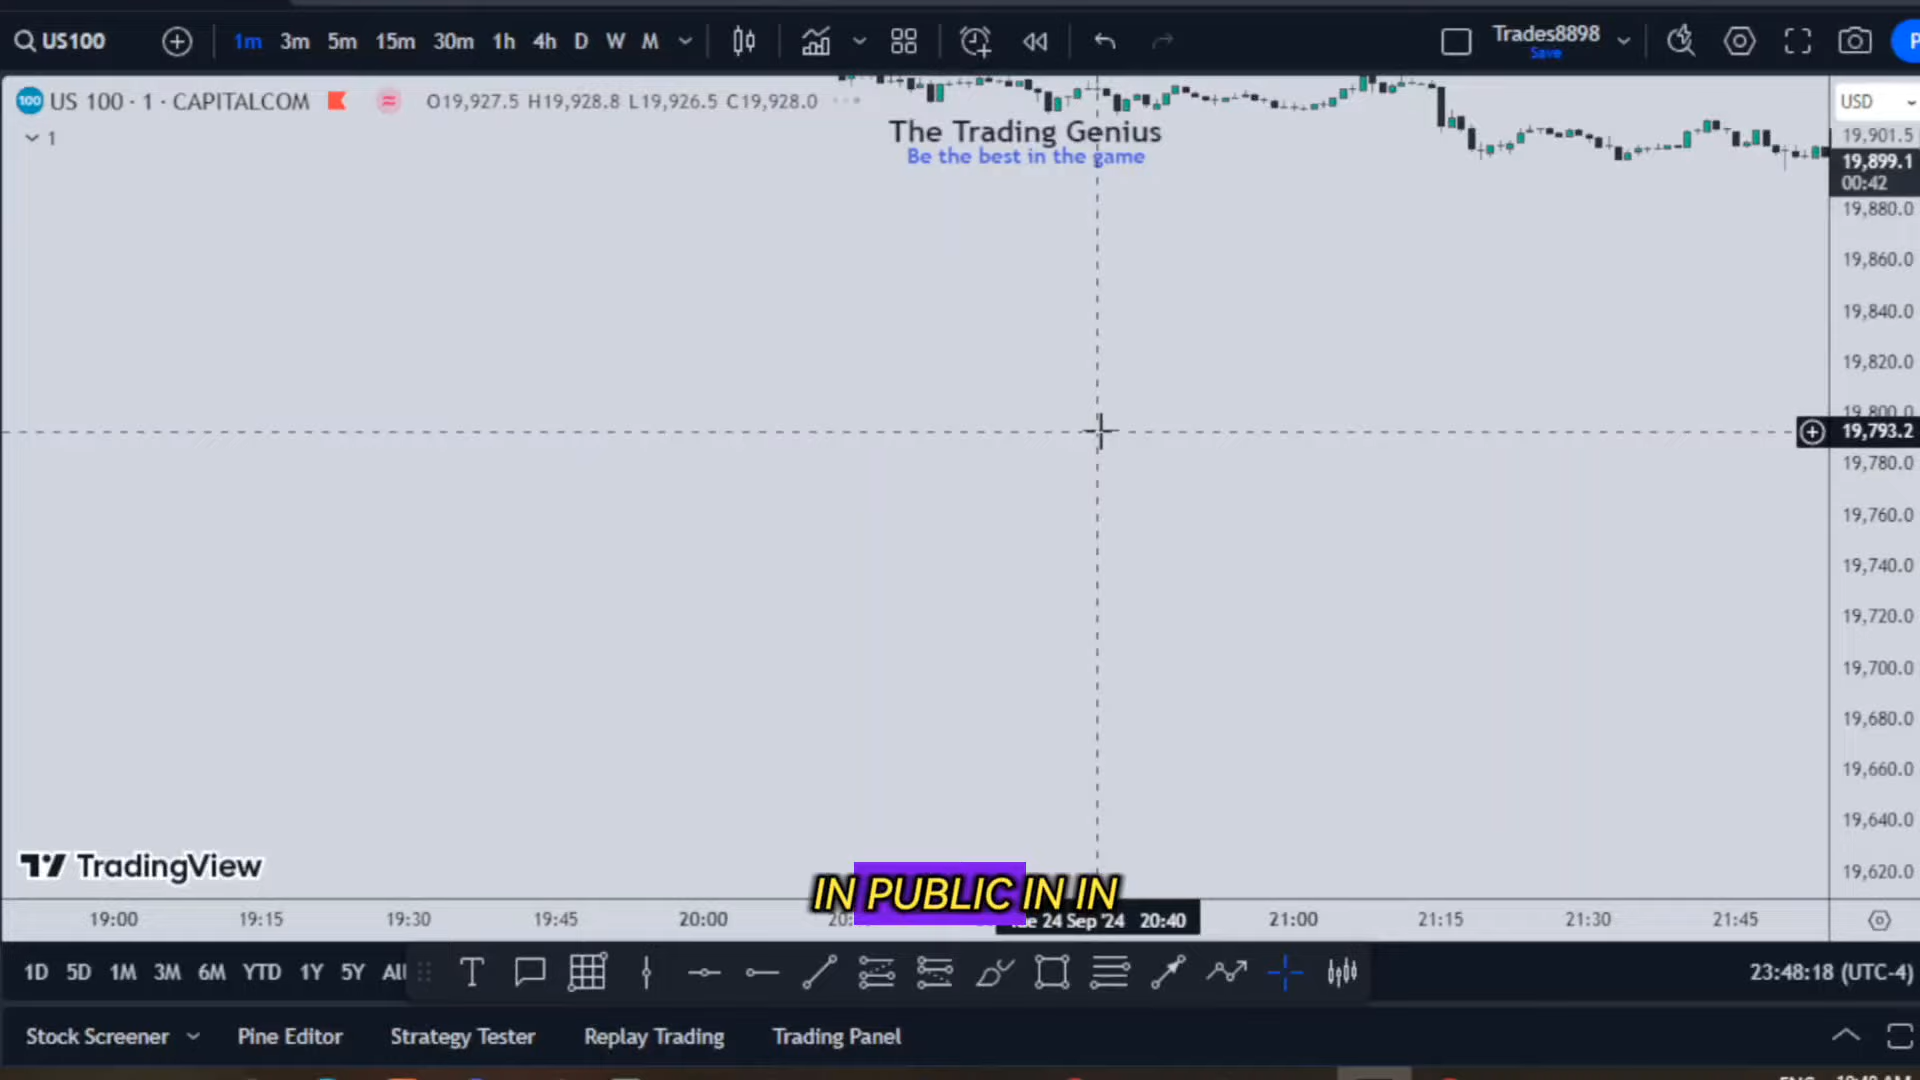 US100 1m 3m 5m 15m 30m 1h 4h D W M Trades8898
Save
100 US 100 · 1 · CAPITALCOM O19,927.5 H19,928.8 L19,926.5 C19,928.0 USD
1
The Trading Genius
Be the best in the game
19,901.5
19,899.1
00:42
19,880.0
19,860.0
19,840.0
19,820.0
19,800.0
19,793.2
19,780.0
19,760.0
19,740.0
19,720.0
19,700.0
19,680.0
19,660.0
19,640.0
19,620.0
TradingView
IN PUBLIC IN IN
19:00 19:15 19:30 19:45 20:00 24 Sep '24 20:40 21:00 21:15 21:30 21:45
1D 5D 1M 3M 6M YTD 1Y 5Y All 23:48:18 (UTC-4)
Stock Screener Pine Editor Strategy Tester Replay Trading Trading Panel